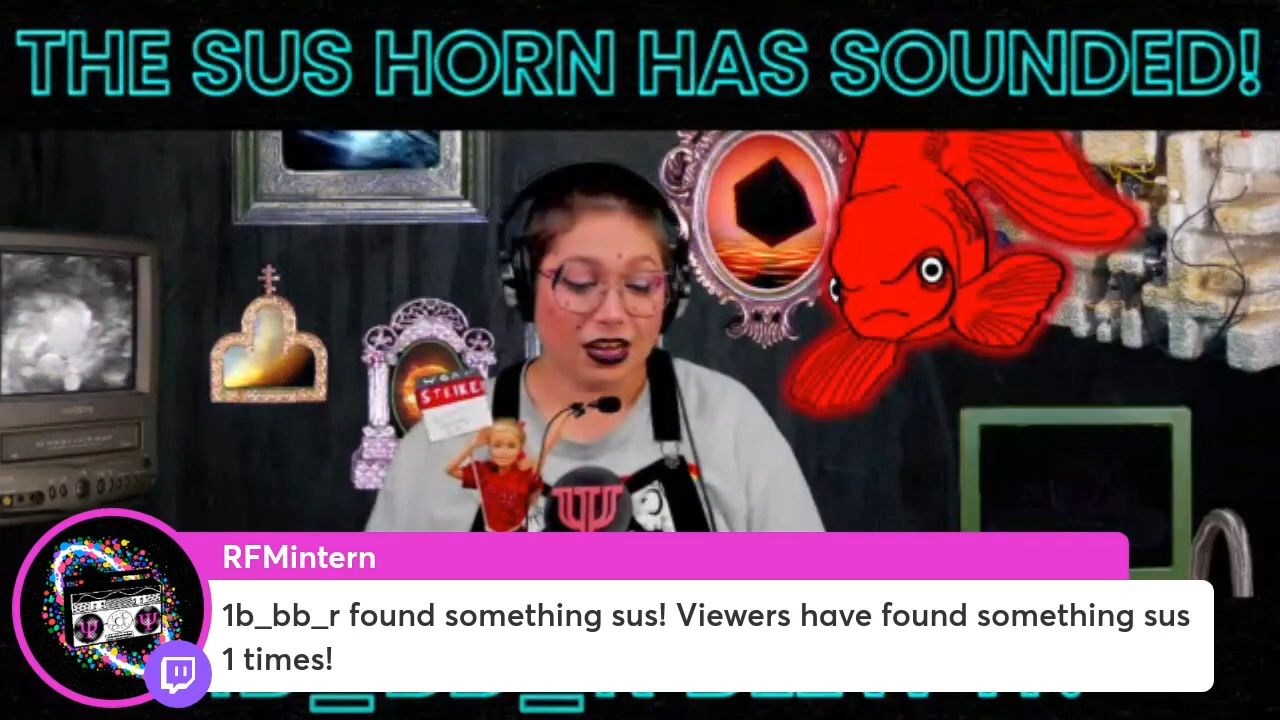 THE SUS HORN HAS SOUNDED!
STRIKE
RFMintern
1b_bb_r found something sus! Viewers have found something sus
1 times!